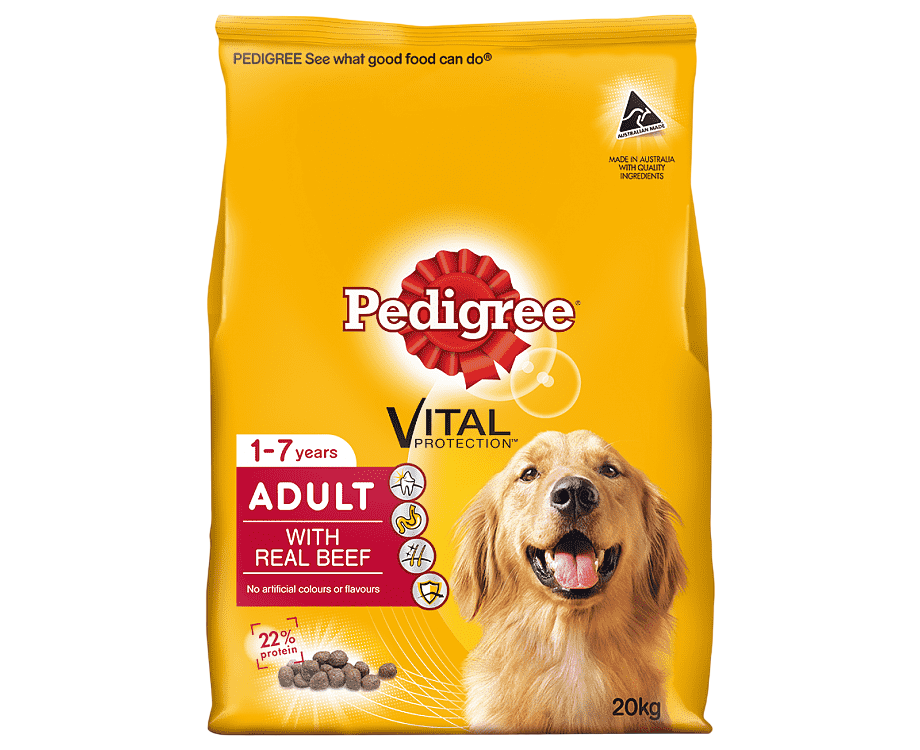 PEDIGREE See what good food can do®
AUSTRALIAN MADE
MADE IN AUSTRALIA
WITH QUALITY
INGREDIENTS
Pedigree®
VITAL
PROTECTION™
1-7 years
ADULT
WITH
REAL BEEF
No artificial colours or flavours
22%
protein
20kg